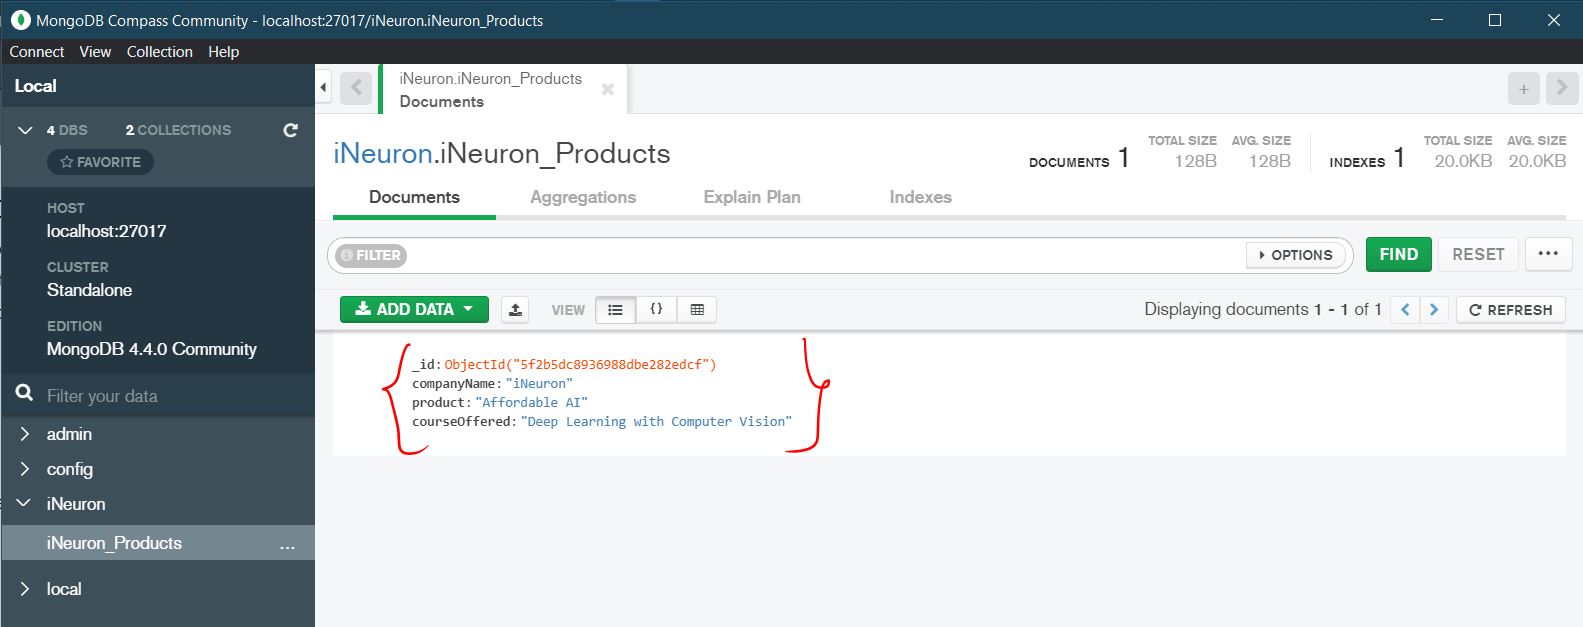 MongoDB Compass Community - localhost:27017/iNeuron.iNeuron_Products
Connect View Collection Help
Local
4 DBS 2 COLLECTIONS
FAVORITE
HOST
localhost:27017
CLUSTER
Standalone
EDITION
MongoDB 4.4.0 Community
Filter your data
admin
config
iNeuron
iNeuron_Products ...
local
iNeuron.iNeuron_Products
Documents
iNeuron.iNeuron_Products
DOCUMENTS 1 TOTAL SIZE 128B AVG. SIZE 128B INDEXES 1 TOTAL SIZE 20.0KB AVG. SIZE 20.0KB
Documents Aggregations Explain Plan Indexes
FILTER OPTIONS FIND RESET ...
ADD DATA VIEW {} Displaying documents 1 - 1 of 1 < > REFRESH
_id: ObjectId("5f2b5dc8936988dbe282edcf")
companyName: "iNeuron"
product: "Affordable AI"
courseOffered: "Deep Learning with Computer Vision"